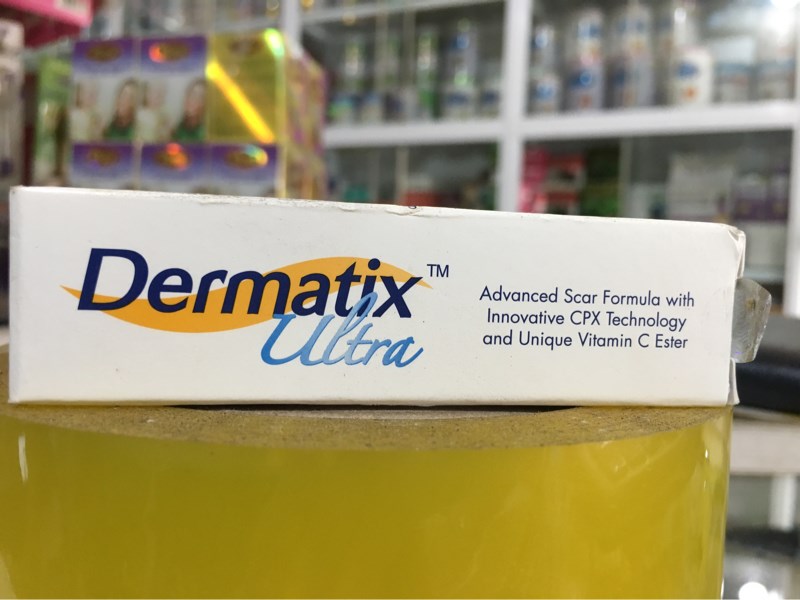 Dermatix™
Ultra
Advanced Scar Formula with
Innovative CPX Technology
and Unique Vitamin C Ester